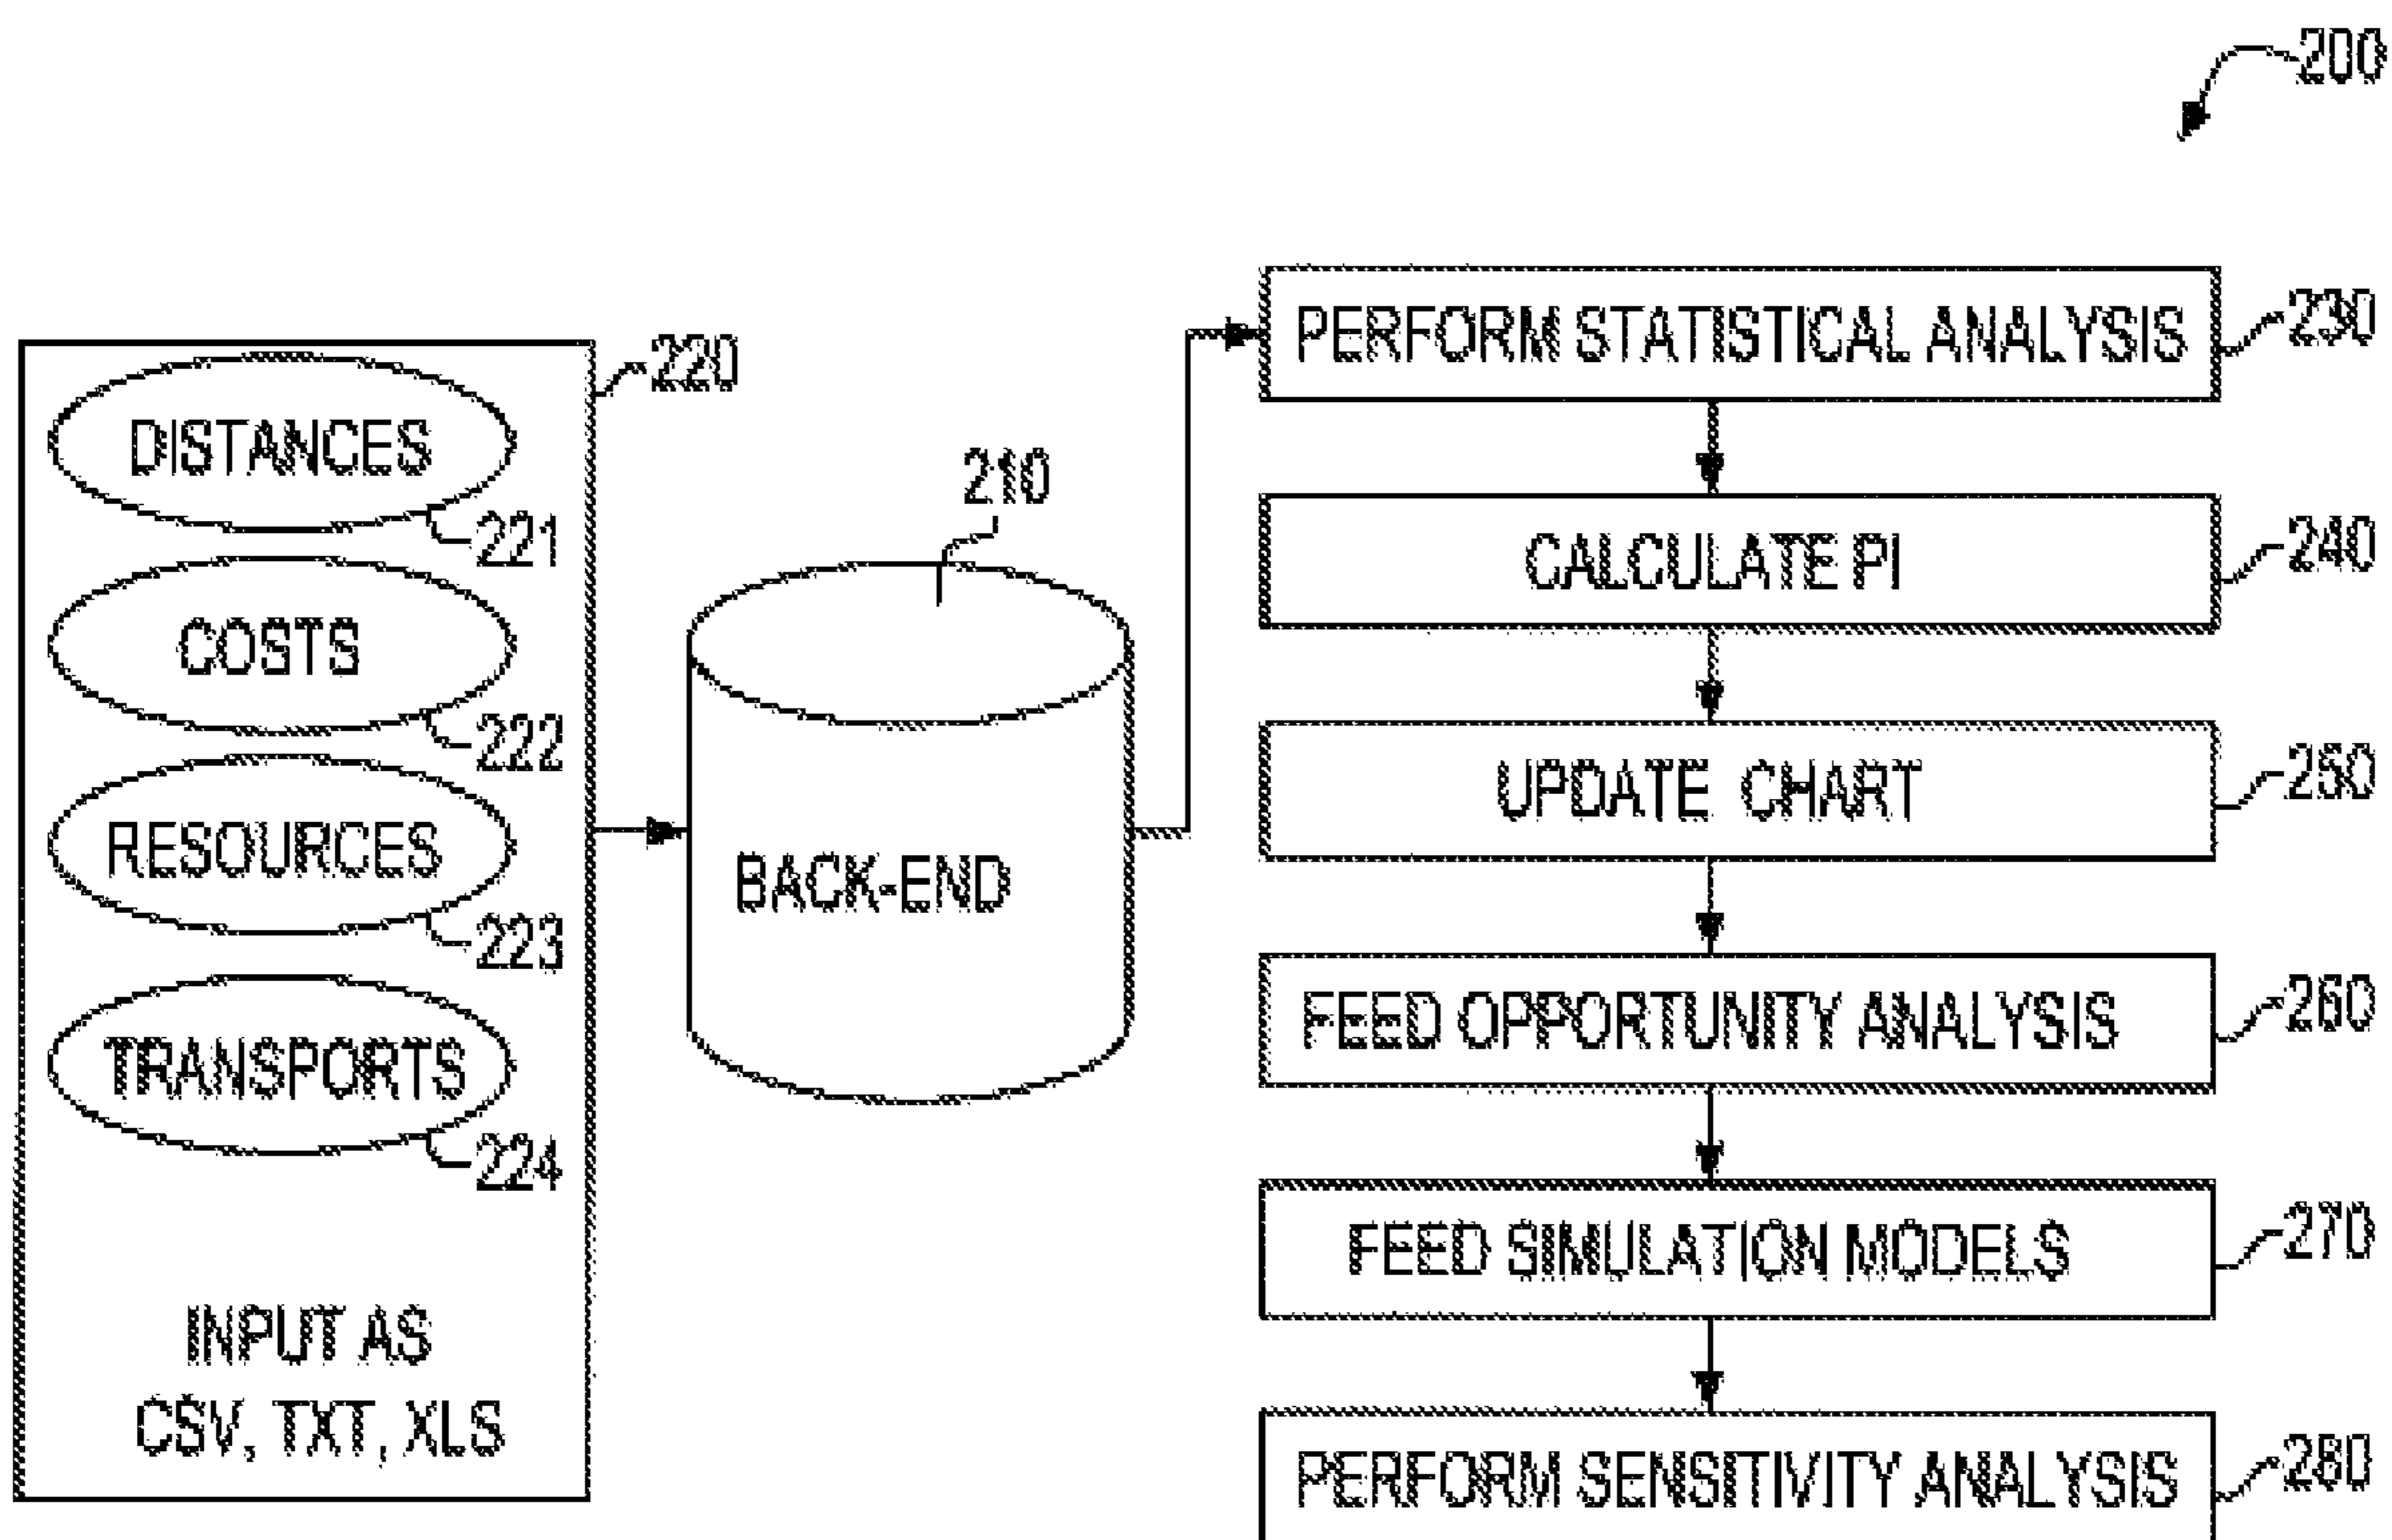 200
220
DISTANCES
221
COSTS
222
RESOURCES
223
TRANSPORTS
224
INPUT AS
CSV, TXT, XLS
210
BACK-END
PERFORM STATISTICAL ANALYSIS
230
CALCULATE PI
240
UPDATE CHART
250
FEED OPPORTUNITY ANALYSIS
260
FEED SIMULATION MODELS
270
PERFORM SENSITIVITY ANALYSIS
280